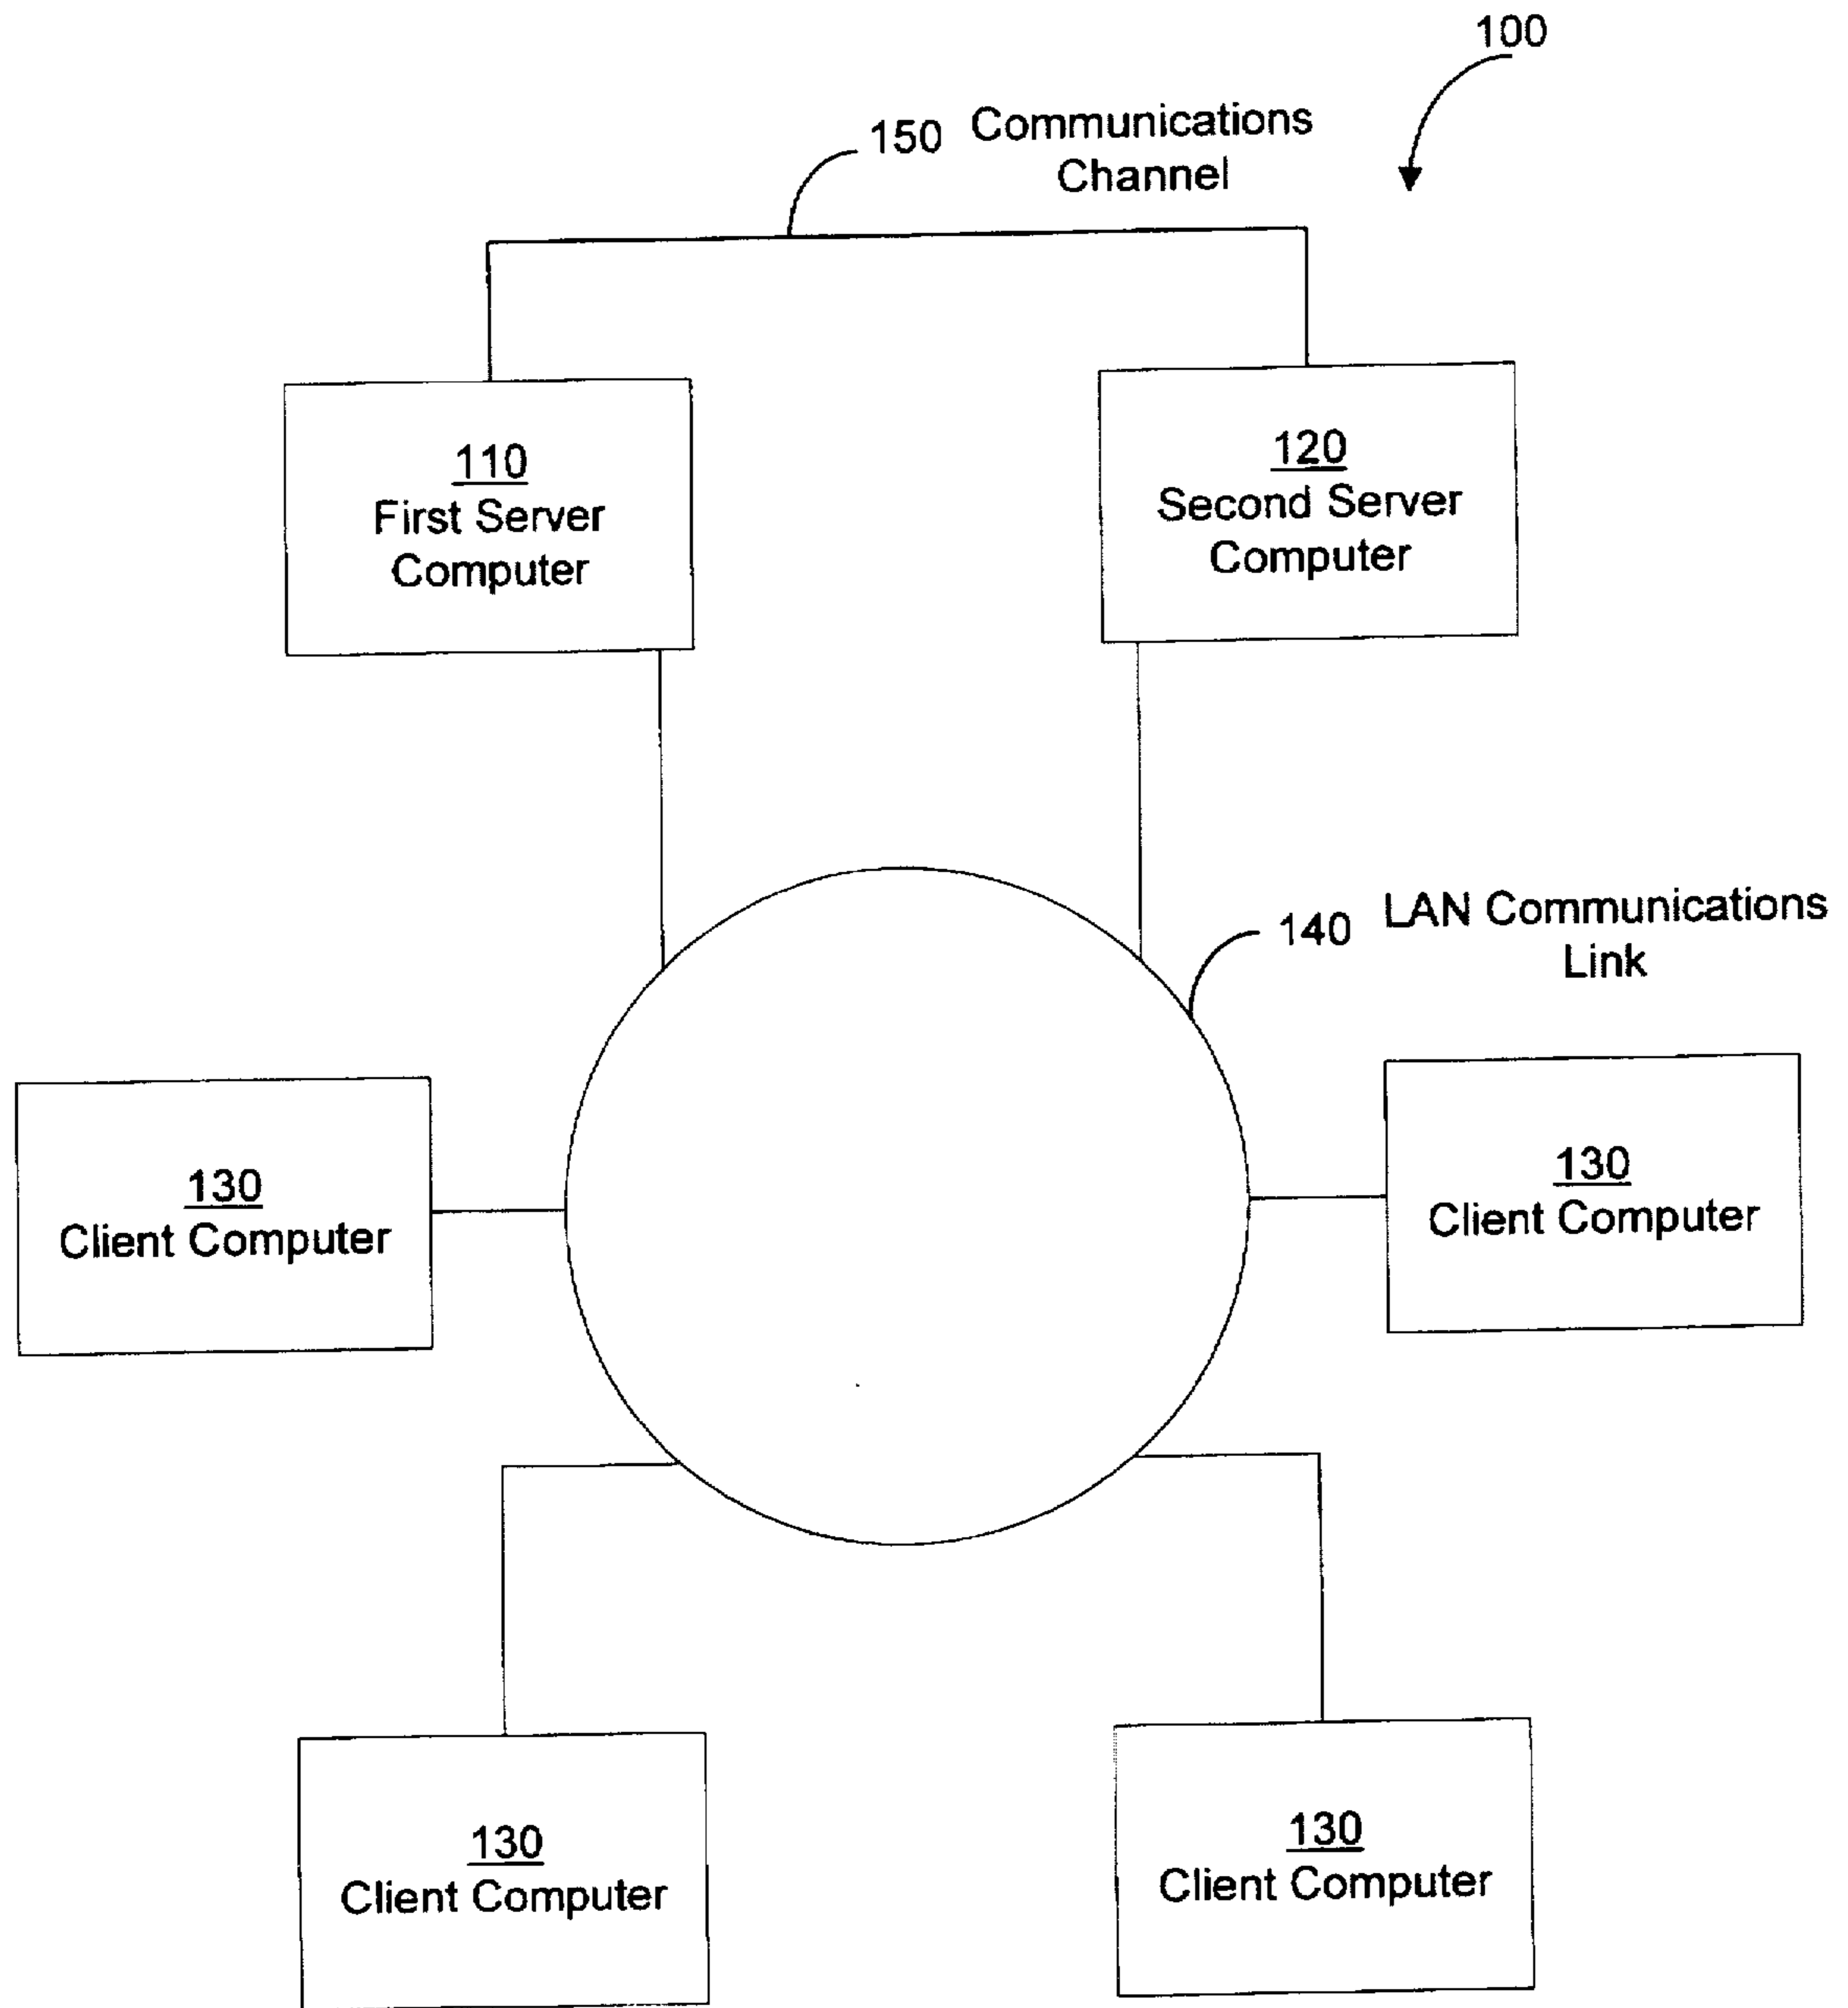 100
150 Communications
Channel
110
First Server
Computer
120
Second Server
Computer
140 LAN Communications
Link
130
Client Computer
130
Client Computer
130
Client Computer
130
Client Computer